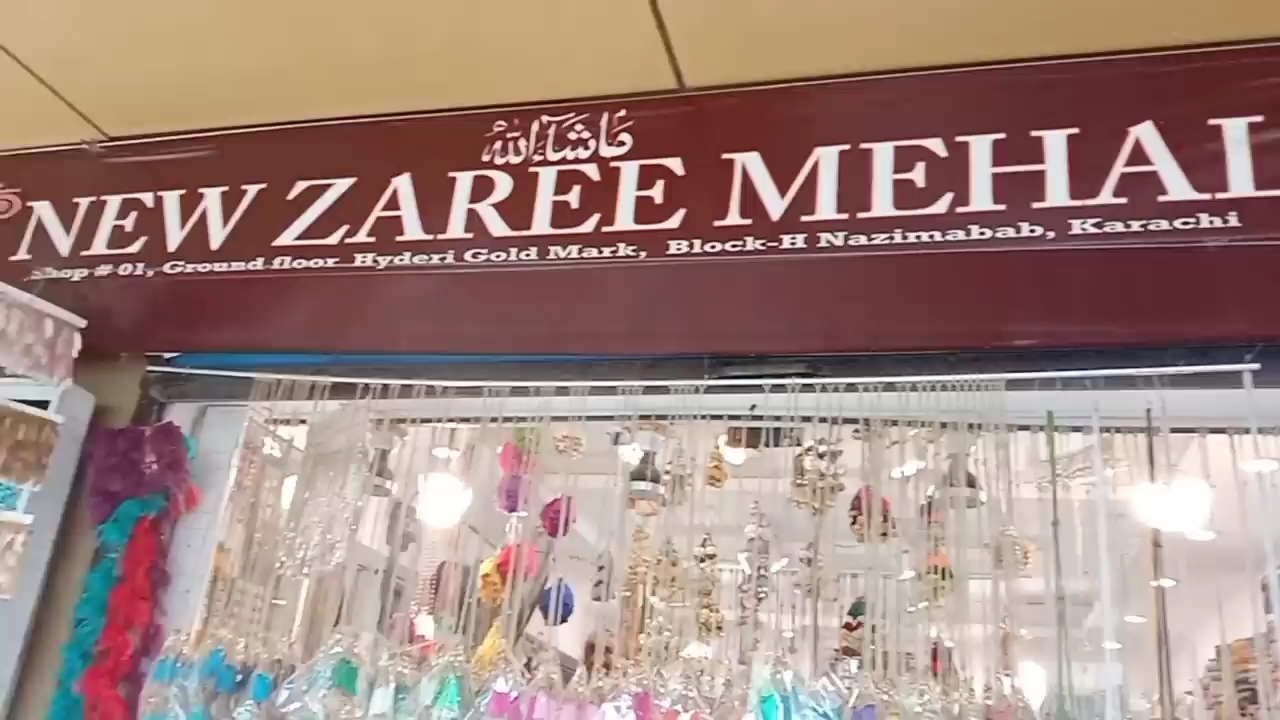 ماشاءالله
NEW ZAREE MEHAL
Shop # 01, Ground floor Hyderi Gold Mark, Block-H Nazimabab, Karachi